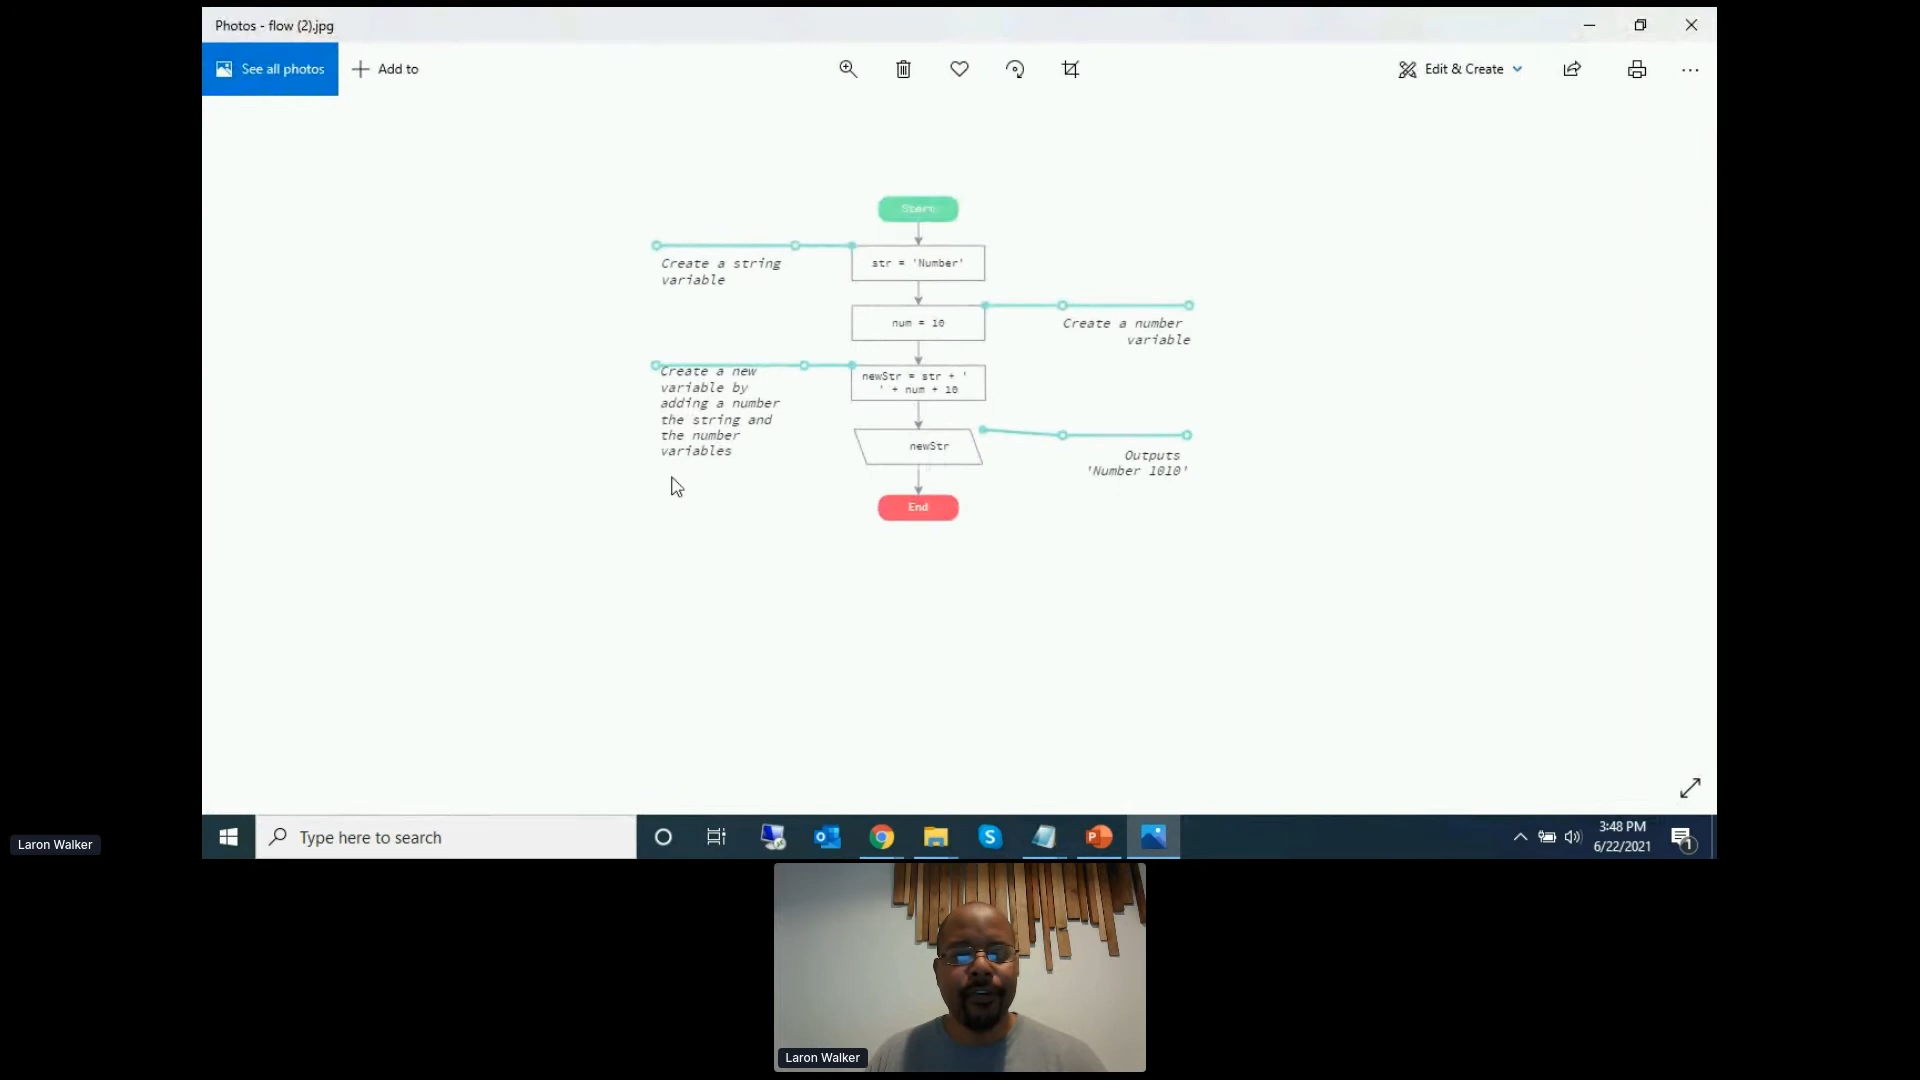 Photos - flow (2).jpg
See all photos
Add to
Edit & Create
Start
str = 'Number'
Create a string
variable
num = 10
Create a number
variable
Create a new
variable by
adding a number
the string and
the number
variables
newStr = str + '
' + num + 10
newStr
Outputs
'Number 1010'
End
Type here to search
3:48 PM
6/22/2021
1
Laron Walker
Laron Walker